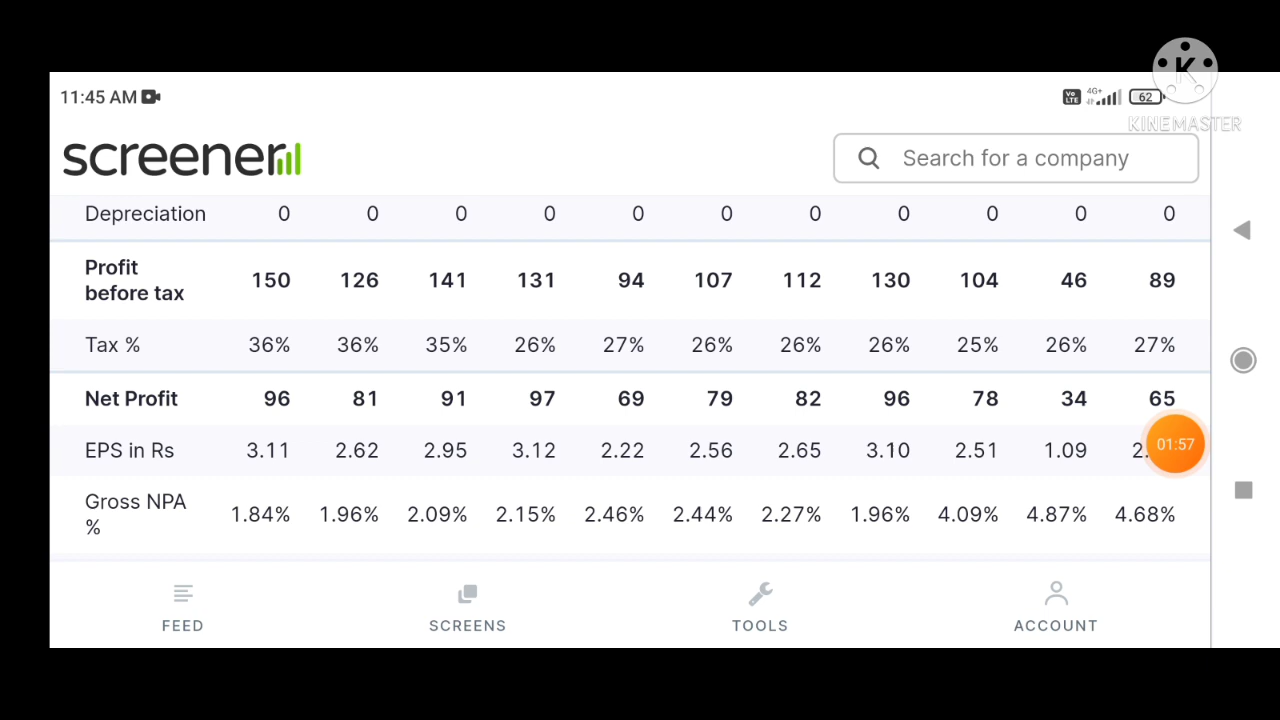 11:45 AM
Vo LTE 4G+ 62
K
KINEMASTER
screener
Search for a company
Depreciation 0 0 0 0 0 0 0 0 0 0 0
Profit before tax 150 126 141 131 94 107 112 130 104 46 89
Tax % 36% 36% 35% 26% 27% 26% 26% 26% 25% 26% 27%
Net Profit 96 81 91 97 69 79 82 96 78 34 65
EPS in Rs 3.11 2.62 2.95 3.12 2.22 2.56 2.65 3.10 2.51 1.09 2.
01:57
Gross NPA % 1.84% 1.96% 2.09% 2.15% 2.46% 2.44% 2.27% 1.96% 4.09% 4.87% 4.68%
FEED SCREENS TOOLS ACCOUNT